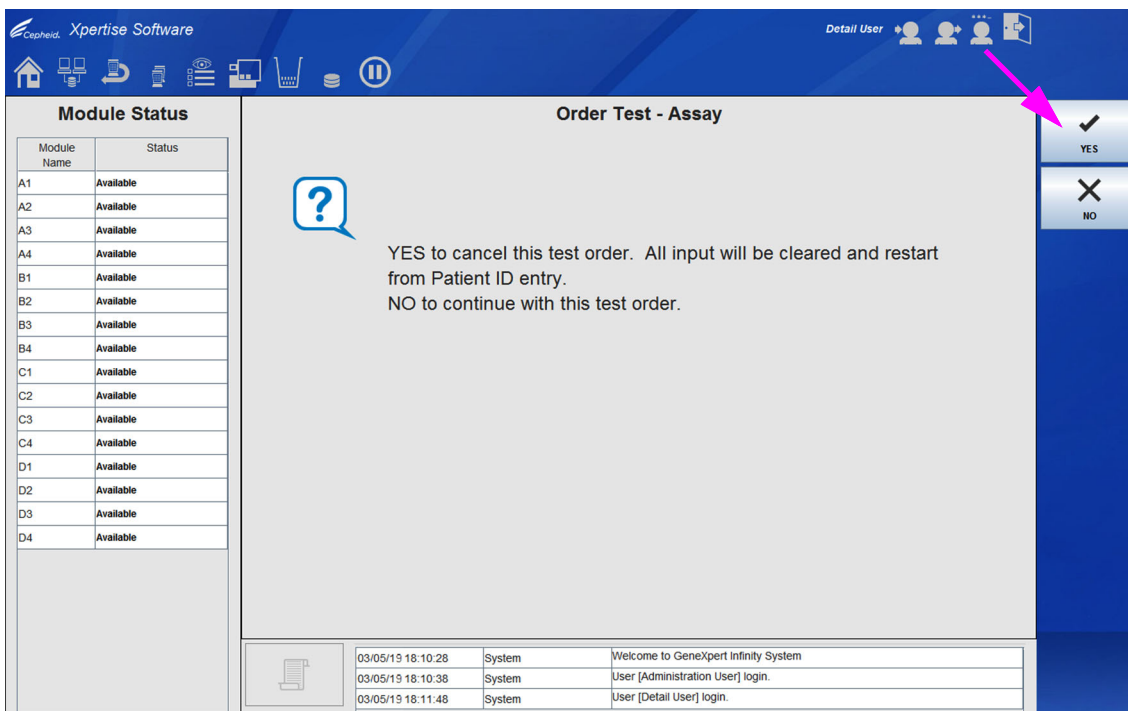 Cepheid. Xpertise Software
Detail User
Module Status
Module Name Status
A1 Available
A2 Available
A3 Available
A4 Available
B1 Available
B2 Available
B3 Available
B4 Available
C1 Available
C2 Available
C3 Available
C4 Available
D1 Available
D2 Available
D3 Available
D4 Available
Order Test - Assay
YES to cancel this test order. All input will be cleared and restart
from Patient ID entry.
NO to continue with this test order.
YES
NO
03/05/19 18:10:28 System Welcome to GeneXpert Infinity System
03/05/19 18:10:38 System User [Administration User] login.
03/05/19 18:11:48 System User [Detail User] login.